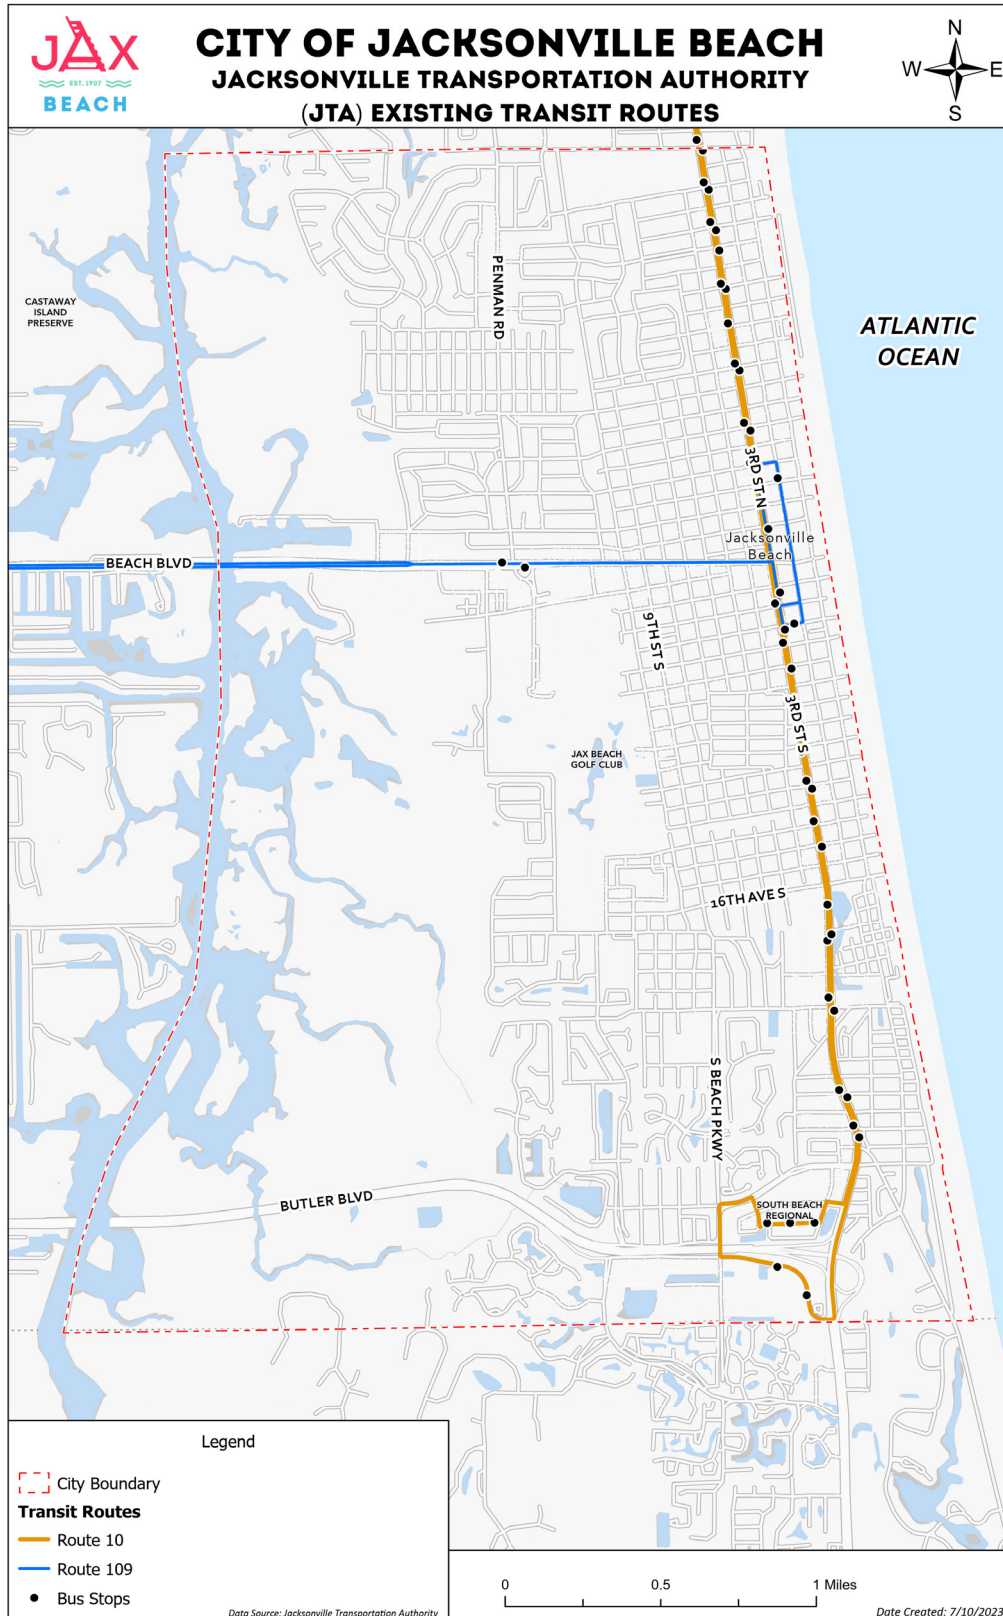 JAX
EST. 1907
BEACH
CITY OF JACKSONVILLE BEACH
JACKSONVILLE TRANSPORTATION AUTHORITY
(JTA) EXISTING TRANSIT ROUTES
N
W
E
S
CASTAWAY
ISLAND
PRESERVE
PENMAN RD
ATLANTIC
OCEAN
3RD ST N
Jacksonville
Beach
BEACH BLVD
9TH ST S
3RD ST S
JAX BEACH
GOLF CLUB
16TH AVE S
S BEACH PKWY
BUTLER BLVD
SOUTH BEACH
REGIONAL
Legend
City Boundary
Transit Routes
Route 10
Route 109
Bus Stops
Data Source: Jacksonville Transportation Authority
0
0.5
1 Miles
Date Created: 7/10/2023